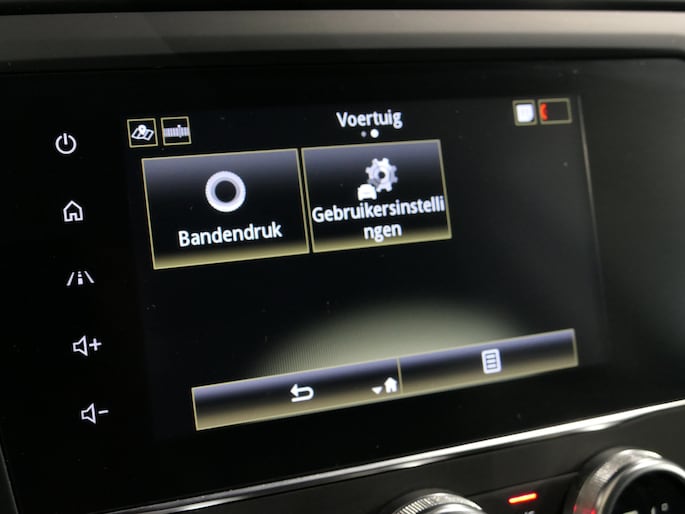 Voertuig
Bandendruk
Gebruikersinstelli
ngen